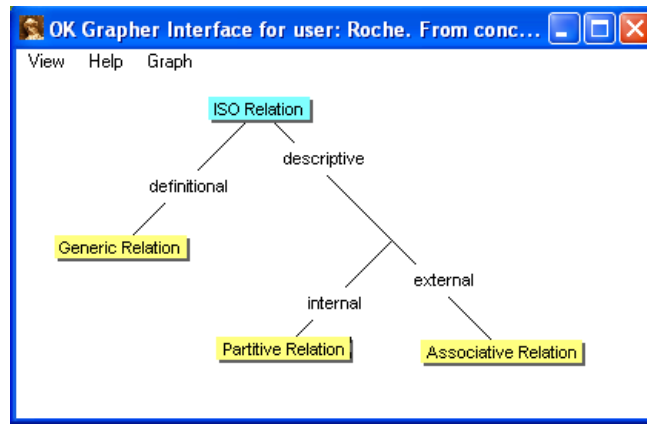 OK Grapher Interface for user: Roche. From conc...
View Help Graph
ISO Relation
descriptive
definitional
Generic Relation
external
internal
Partitive Relation
Associative Relation